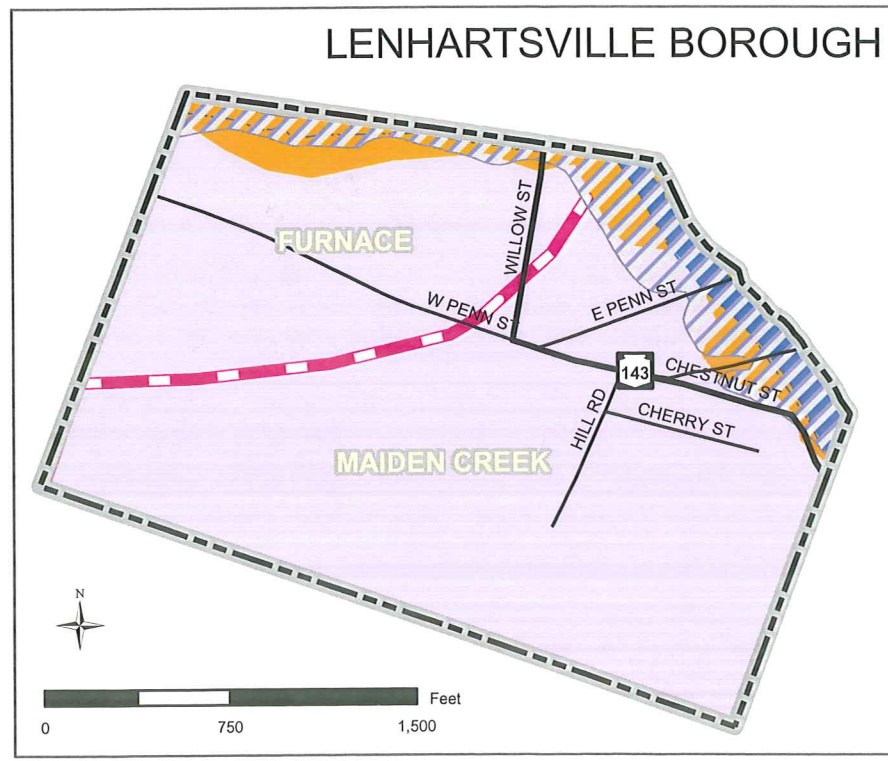 LENHARTSVILLE BOROUGH
WILLOW ST
FURNACE
W PENN ST
E PENN ST
143
CHESTNUT ST
HILL RD
CHERRY ST
MAIDEN CREEK
N
Feet
0 750 1,500